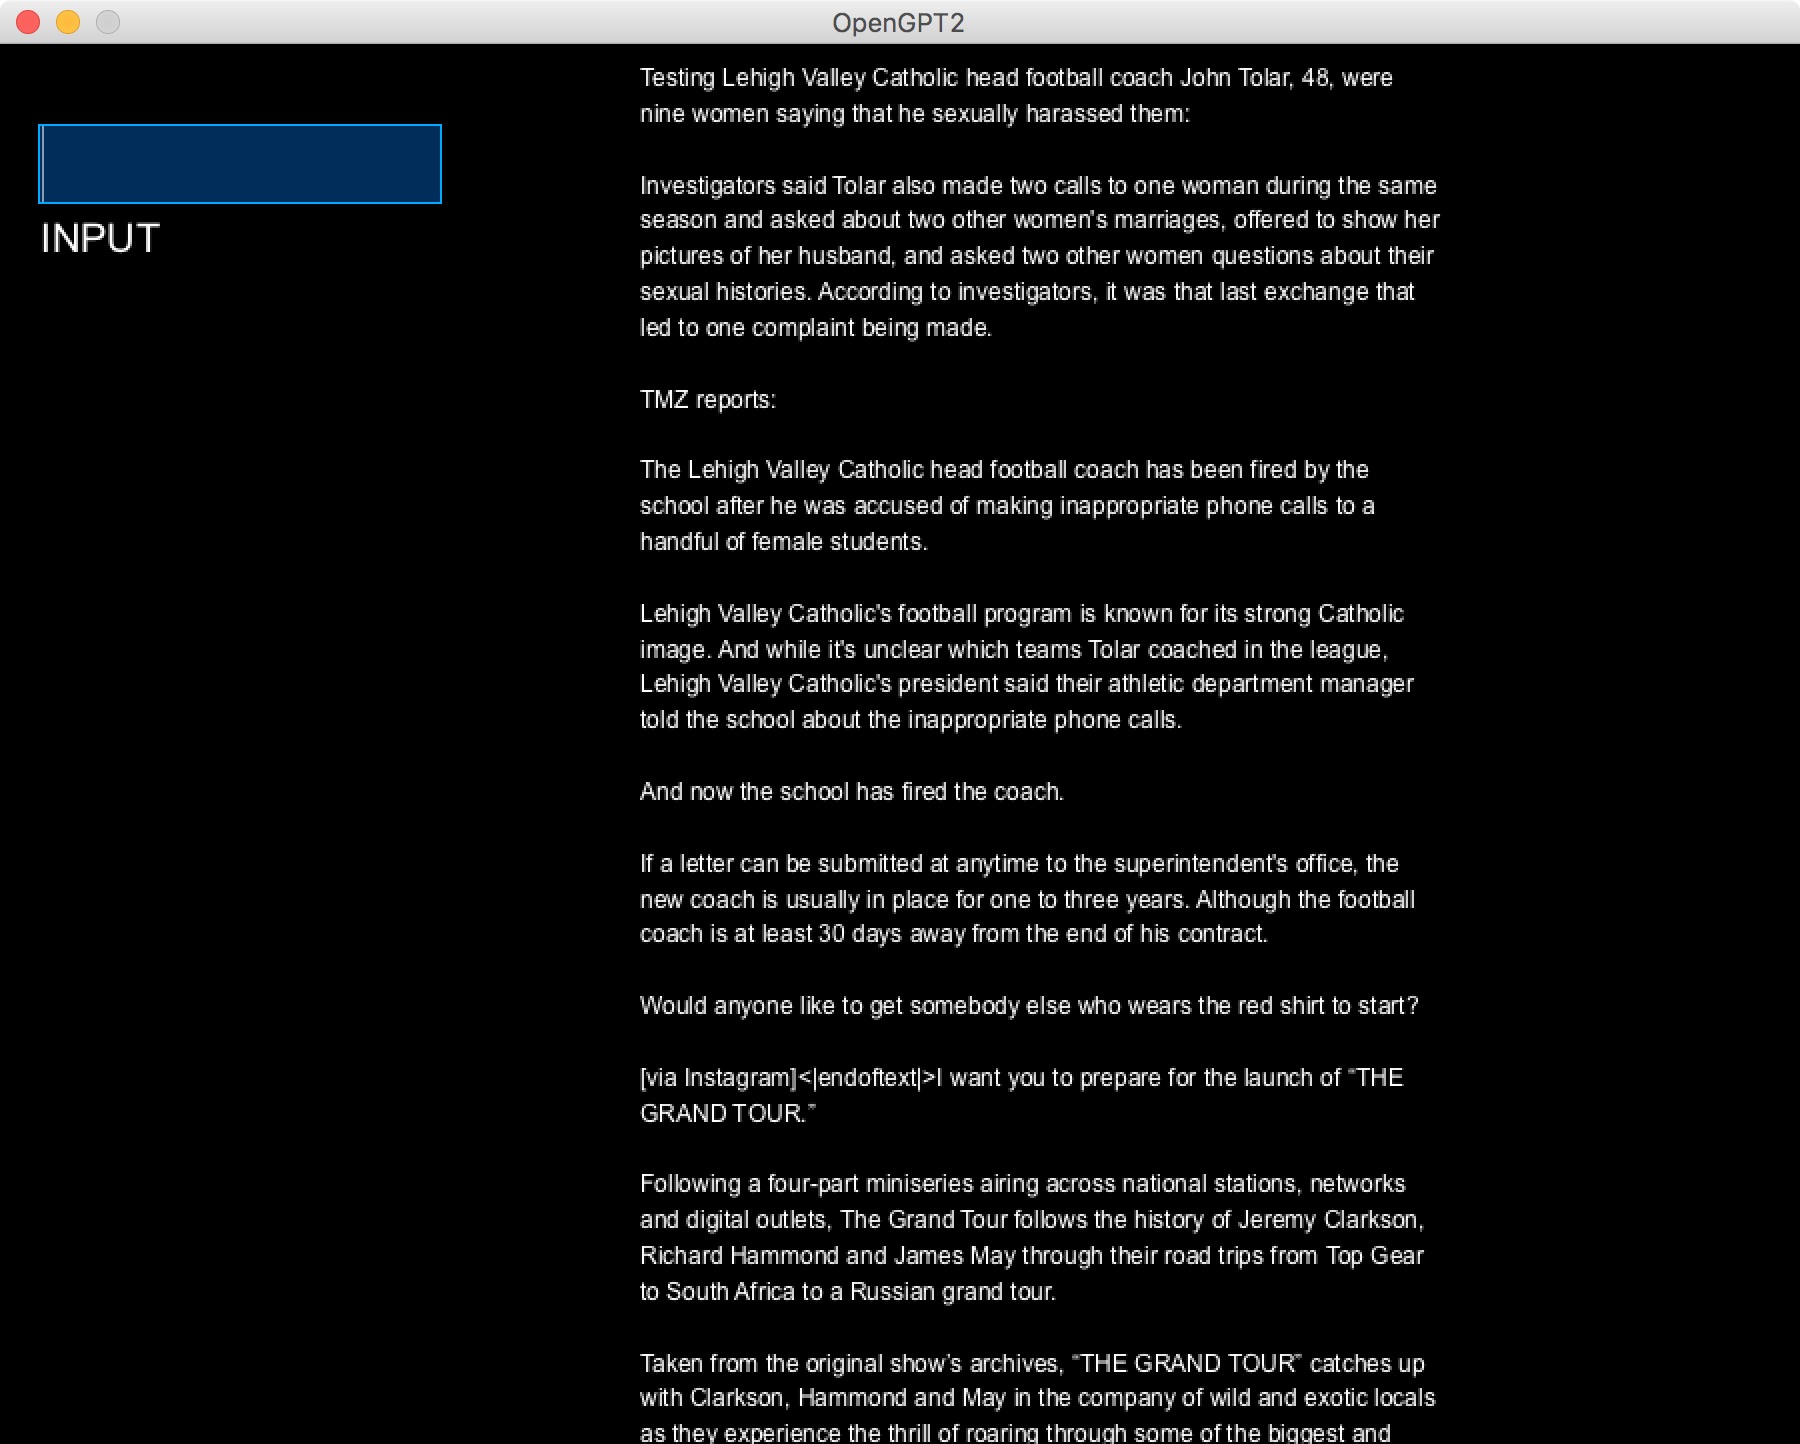 OpenGPT2
INPUT
Testing Lehigh Valley Catholic head football coach John Tolar, 48, were
nine women saying that he sexually harassed them:
Investigators said Tolar also made two calls to one woman during the same
season and asked about two other women's marriages, offered to show her
pictures of her husband, and asked two other women questions about their
sexual histories. According to investigators, it was that last exchange that
led to one complaint being made.
TMZ reports:
The Lehigh Valley Catholic head football coach has been fired by the
school after he was accused of making inappropriate phone calls to a
handful of female students.
Lehigh Valley Catholic's football program is known for its strong Catholic
image. And while it's unclear which teams Tolar coached in the league,
Lehigh Valley Catholic's president said their athletic department manager
told the school about the inappropriate phone calls.
And now the school has fired the coach.
If a letter can be submitted at anytime to the superintendent's office, the
new coach is usually in place for one to three years. Although the football
coach is at least 30 days away from the end of his contract.
Would anyone like to get somebody else who wears the red shirt to start?
[via Instagram]<|endoftext|>I want you to prepare for the launch of “THE
GRAND TOUR.”
Following a four-part miniseries airing across national stations, networks
and digital outlets, The Grand Tour follows the history of Jeremy Clarkson,
Richard Hammond and James May through their road trips from Top Gear
to South Africa to a Russian grand tour.
Taken from the original show’s archives, “THE GRAND TOUR” catches up
with Clarkson, Hammond and May in the company of wild and exotic locals
as they experience the thrill of roaring through some of the biggest and